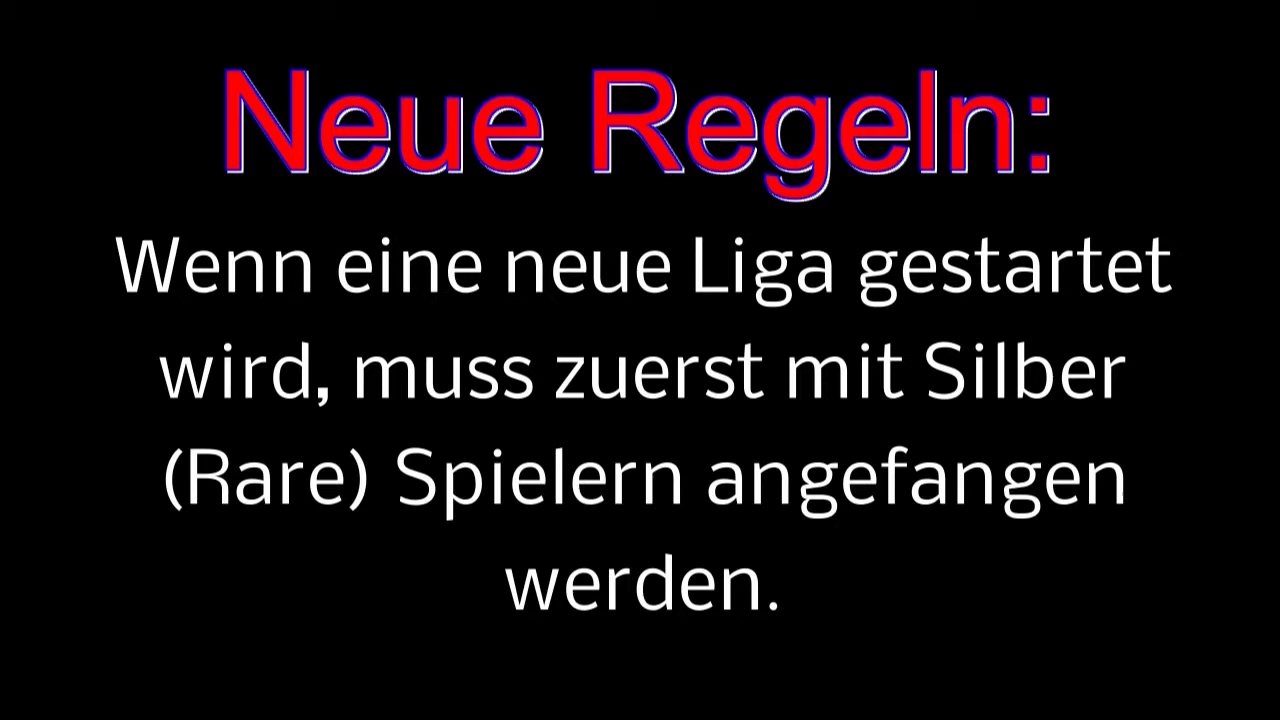 Neue Regeln:
Wenn eine neue Liga gestartet
wird, muss zuerst mit Silber
(Rare) Spielern angefangen
werden.